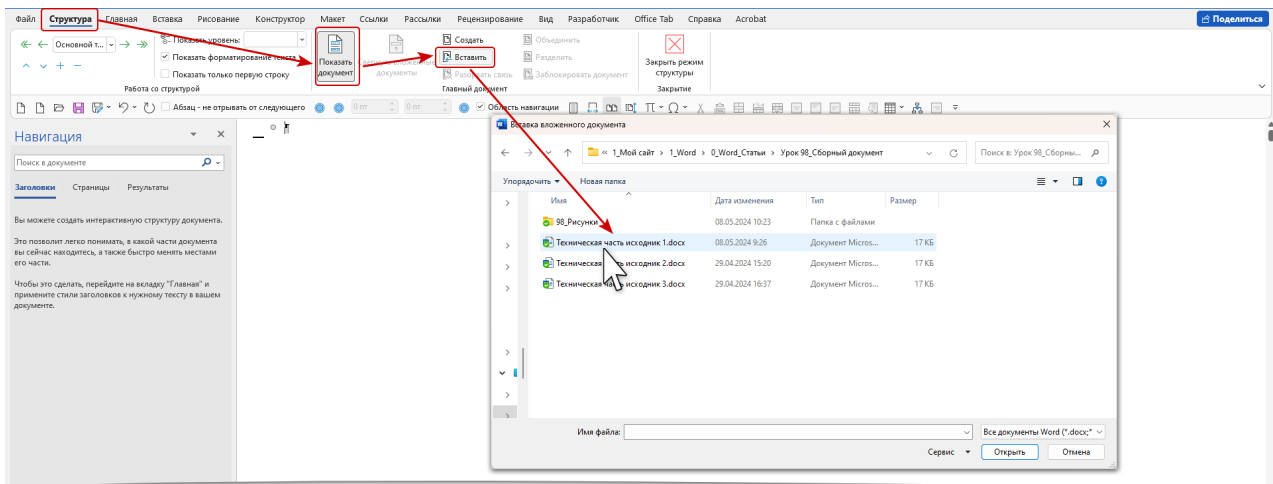 Файл Структура Главная Вставка Рисование Конструктор Макет Ссылки Рассылки Рецензирование Вид Разработчик Office Tab Справка Acrobat Поделиться
Основной т... Показать уровень:
Показать форматирование текста
Показать только первую строку
Работа со структурой
Показать документ
документы
Создать
Вставить
Разорвать связь
Объединить
Разделить
Заблокировать документ
Главный документ
Закрыть режим структуры
Закрытие
Абзац - не отрывать от следующего 0 пт 0 пт Область навигации
Навигация
Поиск в документе
Заголовки Страницы Результаты
Вы можете создать интерактивную структуру документа.
Это позволит легко понимать, в какой части документа
вы сейчас находитесь, а также быстро менять местами
его части.
Чтобы это сделать, перейдите на вкладку "Главная" и
примените стили заголовков к нужному тексту в вашем
документе.
Вставка вложенного документа
« 1_Мой сайт › 1_Word › 0_Word_Статьи › Урок 98_Сборный документ
Поиск в: Урок 98_Сборны...
Упорядочить Новая папка
Имя Дата изменения Тип Размер
98_Рисунки 08.05.2024 10:23 Папка с файлами
Техническая часть исходник 1.docx 08.05.2024 9:26 Документ Micros... 17 КБ
Техническая часть исходник 2.docx 29.04.2024 15:20 Документ Micros... 17 КБ
Техническая часть исходник 3.docx 29.04.2024 16:37 Документ Micros... 17 КБ
Имя файла: Все документы Word (*.docx;*
Сервис Открыть Отмена